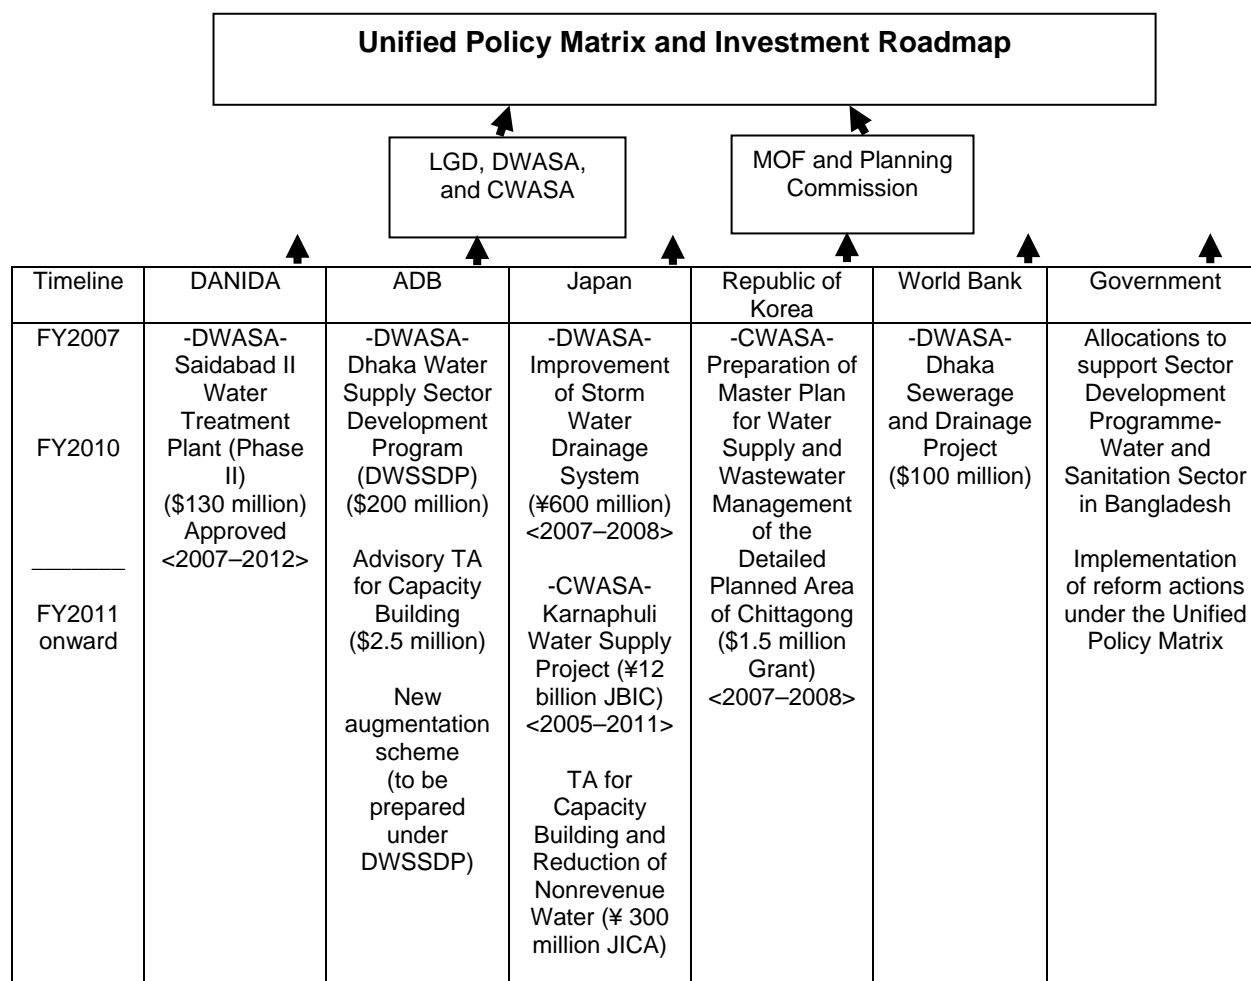 Unified Policy Matrix and Investment Roadmap
LGD, DWASA,
and CWASA
MOF and Planning
Commission
Timeline
DANIDA
ADB
Japan
Republic of
Korea
World Bank
Government
FY2007
FY2010
_______
FY2011
onward
-DWASA-
Saidabad II
Water
Treatment
Plant (Phase
II)
($130 million)
Approved
<2007–2012>
-DWASA-
Dhaka Water
Supply Sector
Development
Program
(DWSSDP)
($200 million)
Advisory TA
for Capacity
Building
($2.5 million)
New
augmentation
scheme
(to be
prepared
under
DWSSDP)
-DWASA-
Improvement
of Storm
Water
Drainage
System
(¥600 million)
<2007–2008>
-CWASA-
Karnaphuli
Water Supply
Project (¥12
billion JBIC)
<2005–2011>
TA for
Capacity
Building and
Reduction of
Nonrevenue
Water (¥ 300
million JICA)
-CWASA-
Preparation of
Master Plan
for Water
Supply and
Wastewater
Management
of the
Detailed
Planned Area
of Chittagong
($1.5 million
Grant)
<2007–2008>
-DWASA-
Dhaka
Sewerage
and Drainage
Project
($100 million)
Allocations to
support Sector
Development
Programme-
Water and
Sanitation Sector
in Bangladesh
Implementation
of reform actions
under the Unified
Policy Matrix